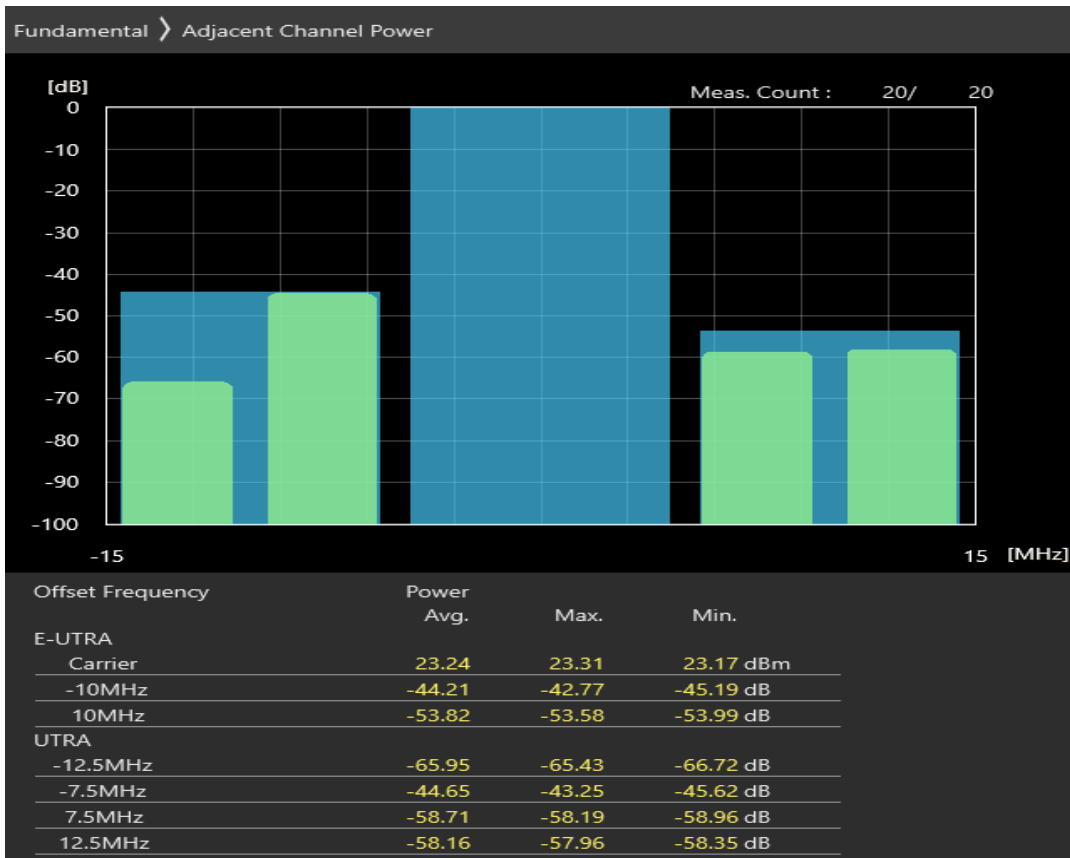 Fundamental ❭ Adjacent Channel Power
[dB]
Meas. Count : 20/ 20
0
-10
-20
-30
-40
-50
-60
-70
-80
-90
-100
-15 15 [MHz]
Offset Frequency Power
Avg. Max. Min.
E-UTRA
Carrier 23.24 23.31 23.17 dBm
-10MHz -44.21 -42.77 -45.19 dB
10MHz -53.82 -53.58 -53.99 dB
UTRA
-12.5MHz -65.95 -65.43 -66.72 dB
-7.5MHz -44.65 -43.25 -45.62 dB
7.5MHz -58.71 -58.19 -58.96 dB
12.5MHz -58.16 -57.96 -58.35 dB